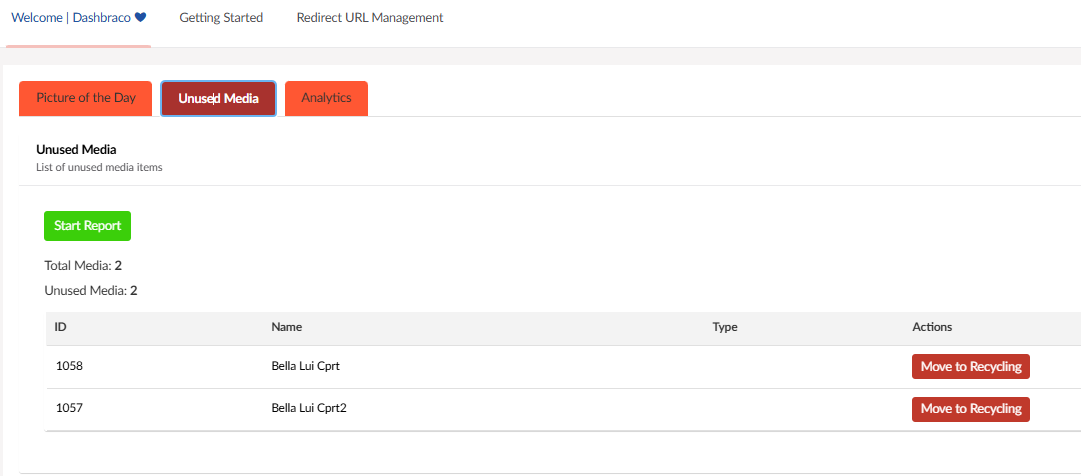 Welcome | Dashbraco Getting Started Redirect URL Management
Picture of the Day Unused Media Analytics
Unused Media
List of unused media items
Start Report
Total Media: 2
Unused Media: 2
ID Name Type Actions
1058 Bella Lui Cprt Move to Recycling
1057 Bella Lui Cprt2 Move to Recycling